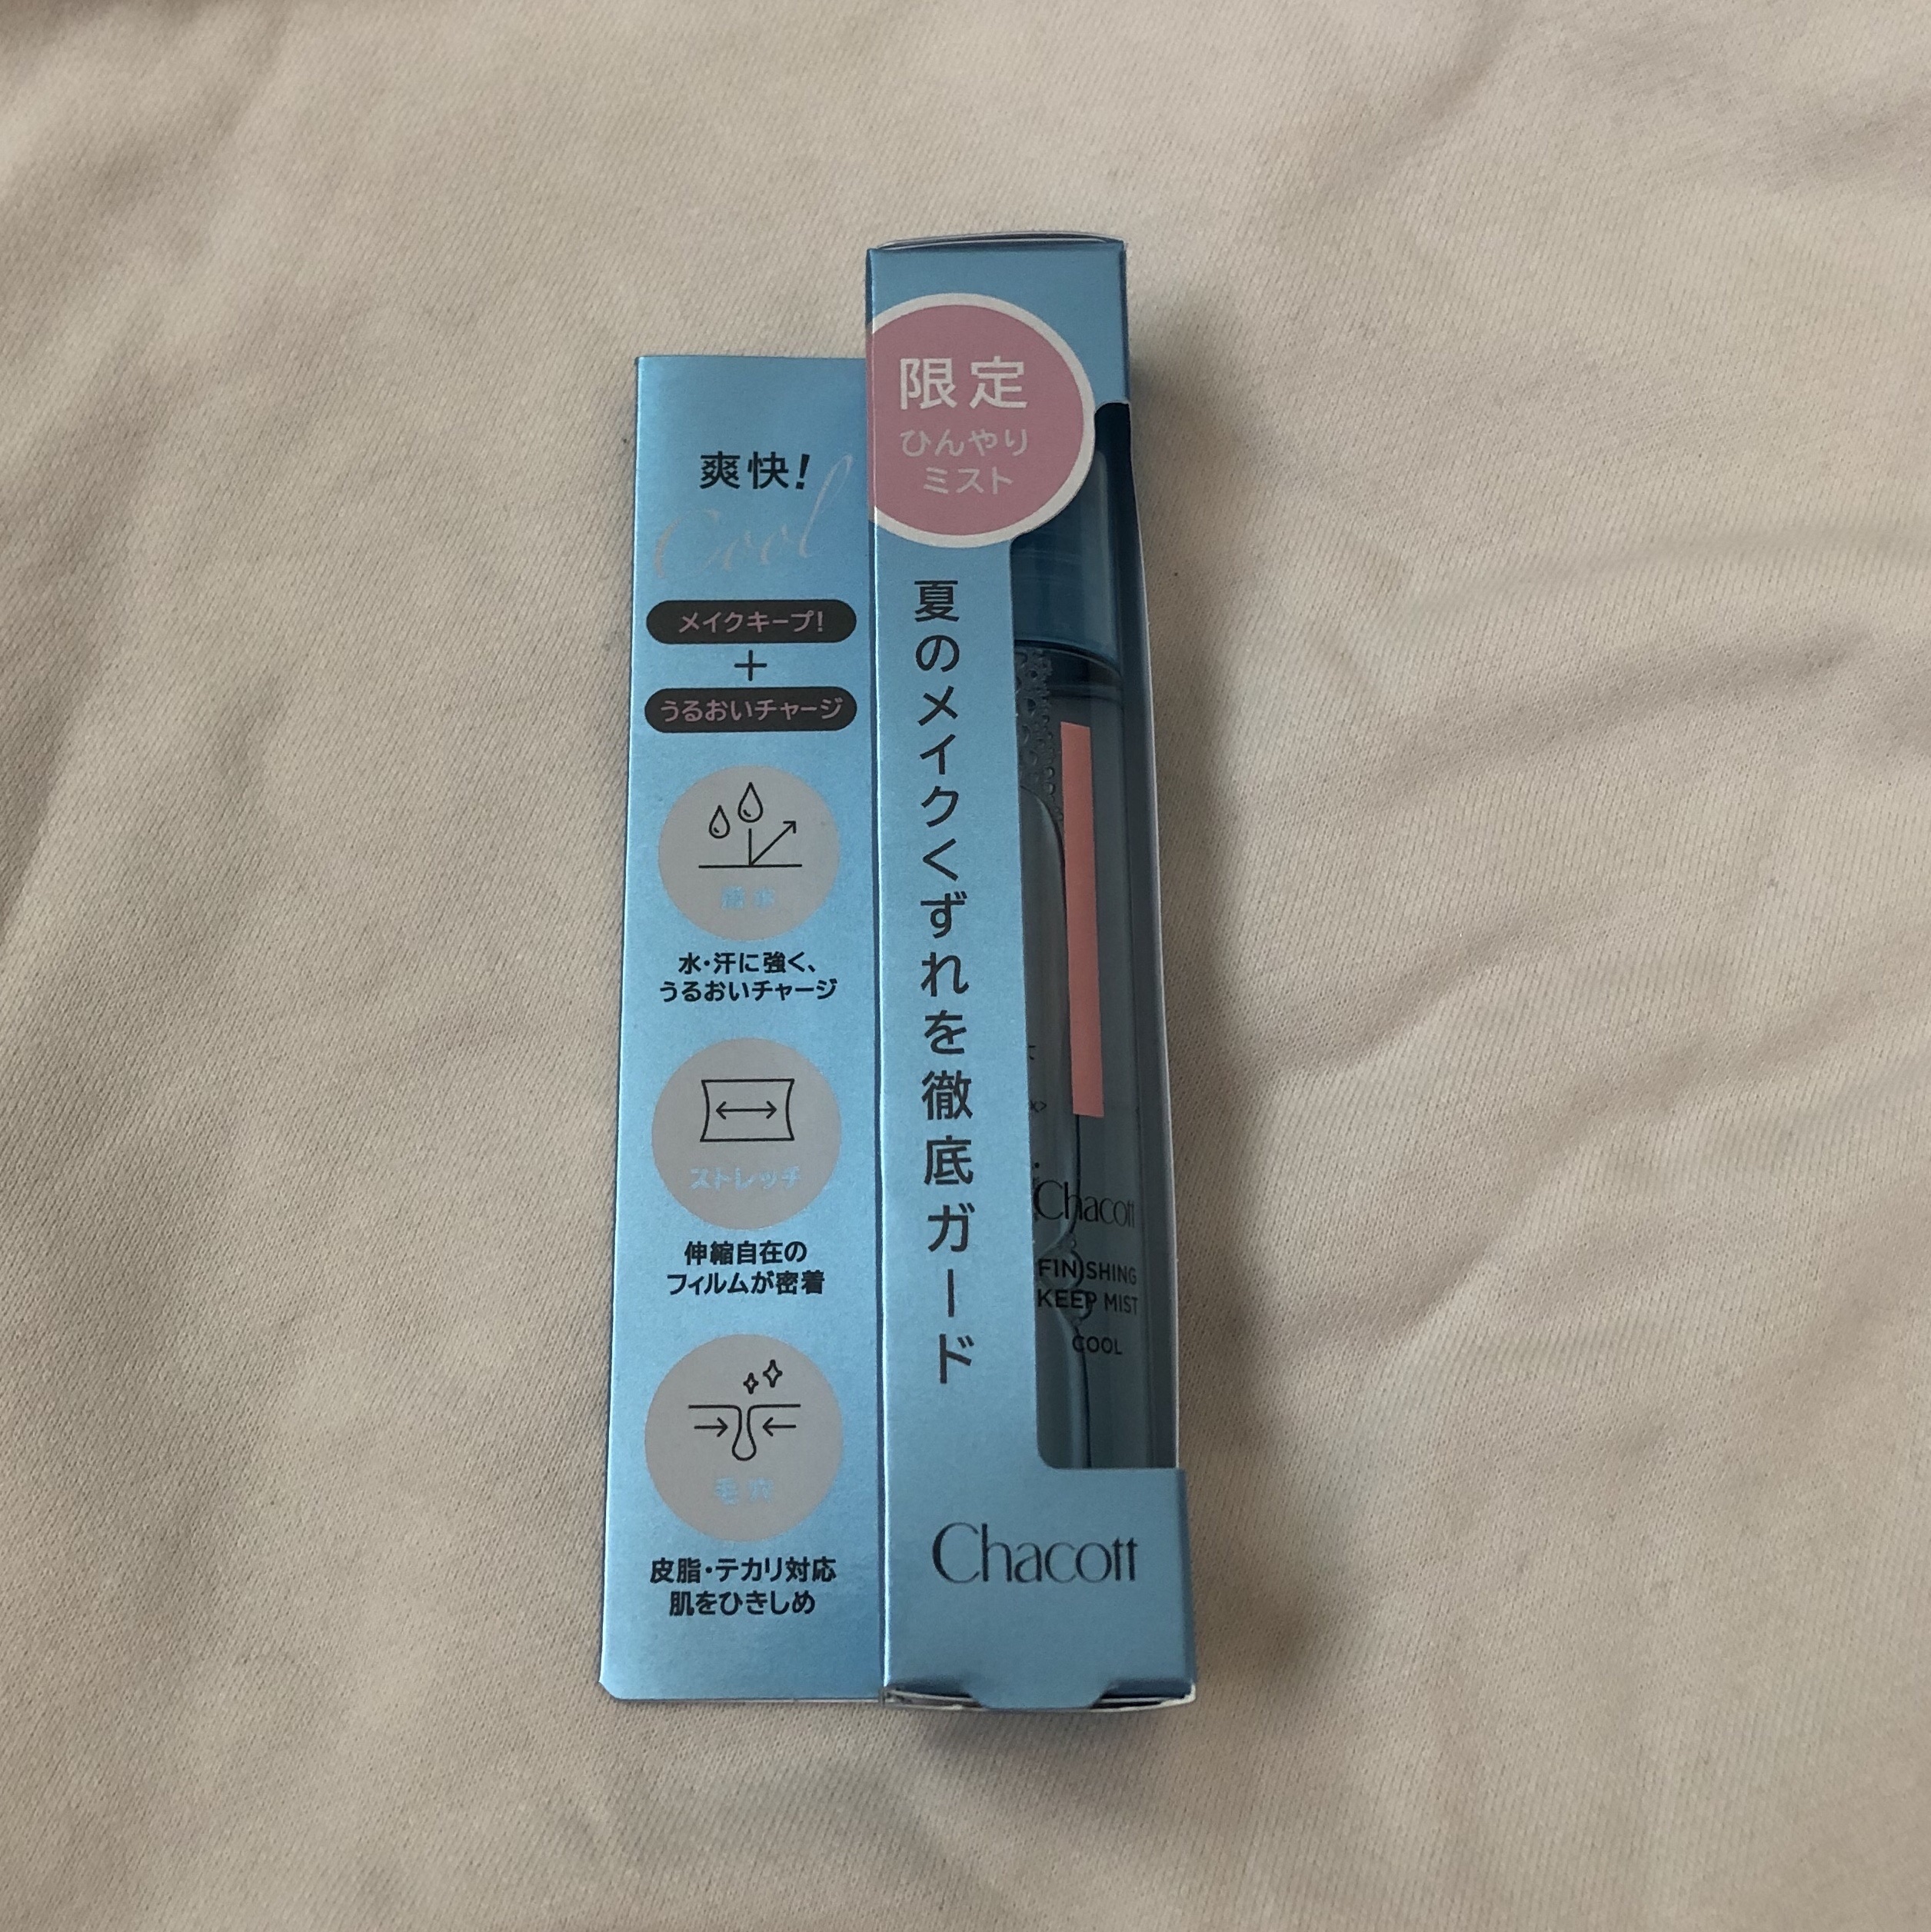 爽快!
Cool
メイクキープ!
+
うるおいチャージ
水・汗に強く、
うるおいチャージ
ストレッチ
伸縮自在の
フィルムが密着
毛穴
皮脂・テカリ対応
肌をひきしめ
限定
ひんやり
ミスト
夏のメイクくずれを徹底ガード
Chacott
FINISHING
KEEP MIST
COOL
Chacott